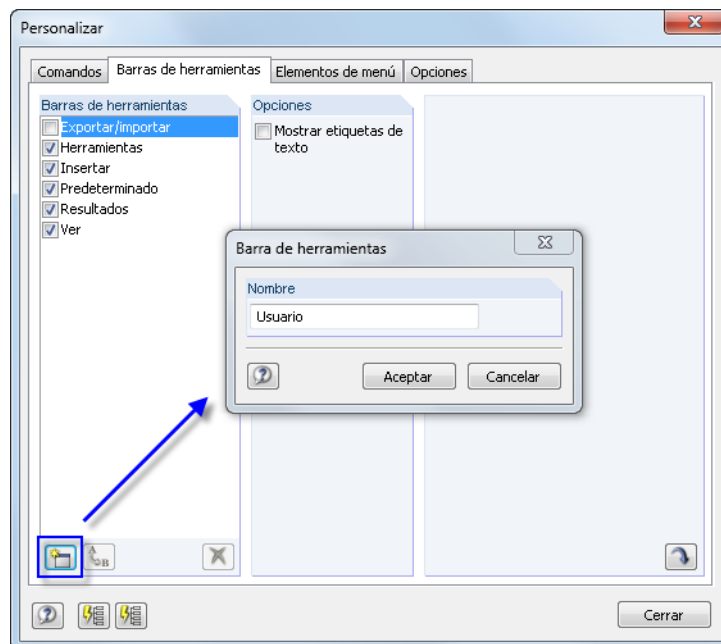 Personalizar
Comandos
Barras de herramientas
Elementos de menú
Opciones
Barras de herramientas
Exportar/importar
Herramientas
Insertar
Predeterminado
Resultados
Ver
Opciones
Mostrar etiquetas de
texto
Barra de herramientas
Nombre
Usuario
Aceptar
Cancelar
A
B
Cerrar